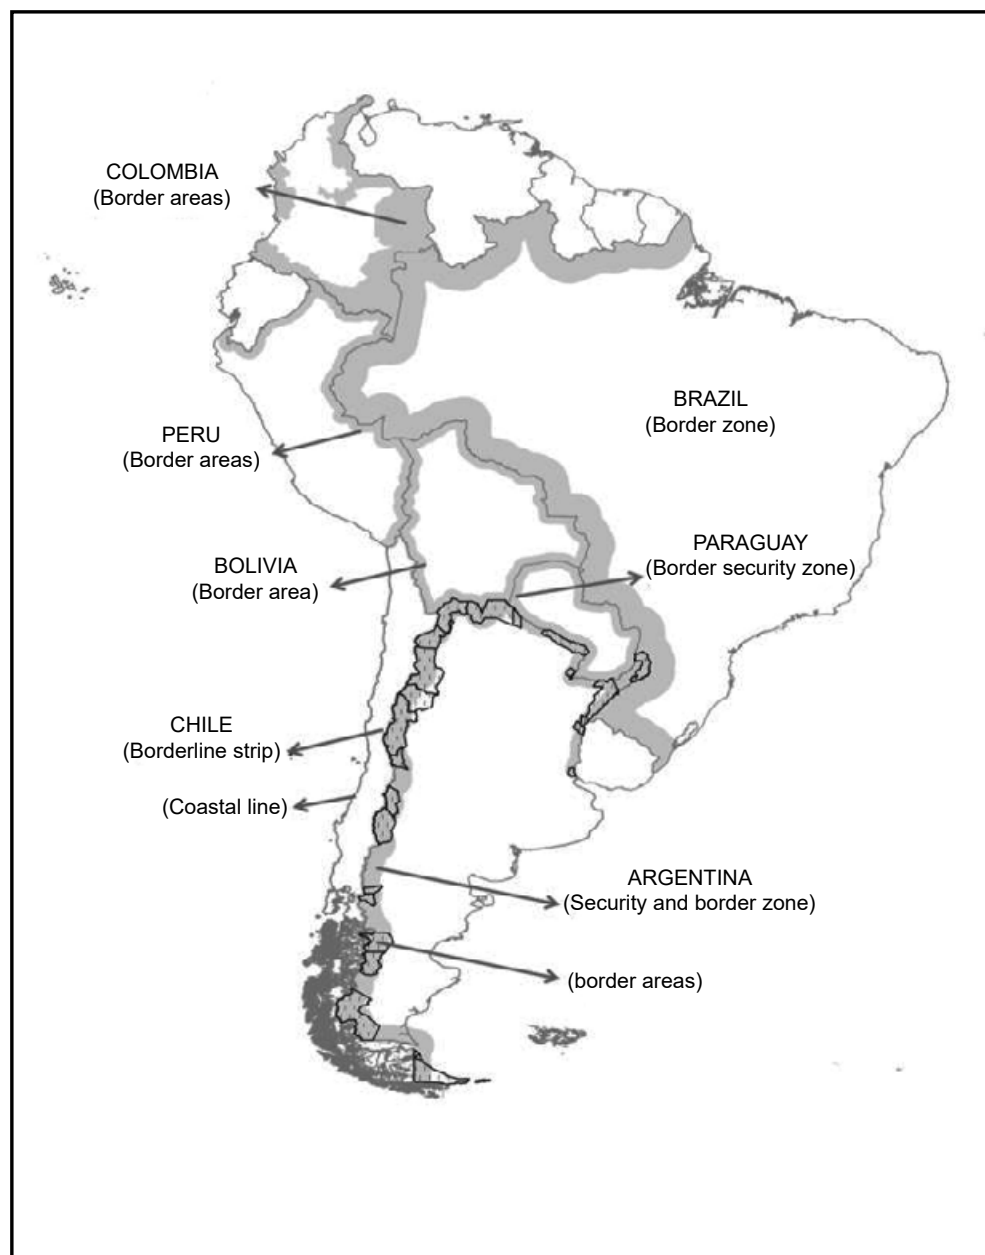 COLOMBIA
(Border areas)
BRAZIL
(Border zone)
PERU
(Border areas)
PARAGUAY
(Border security zone)
BOLIVIA
(Border area)
CHILE
(Borderline strip)
(Coastal line)
ARGENTINA
(Security and border zone)
(border areas)